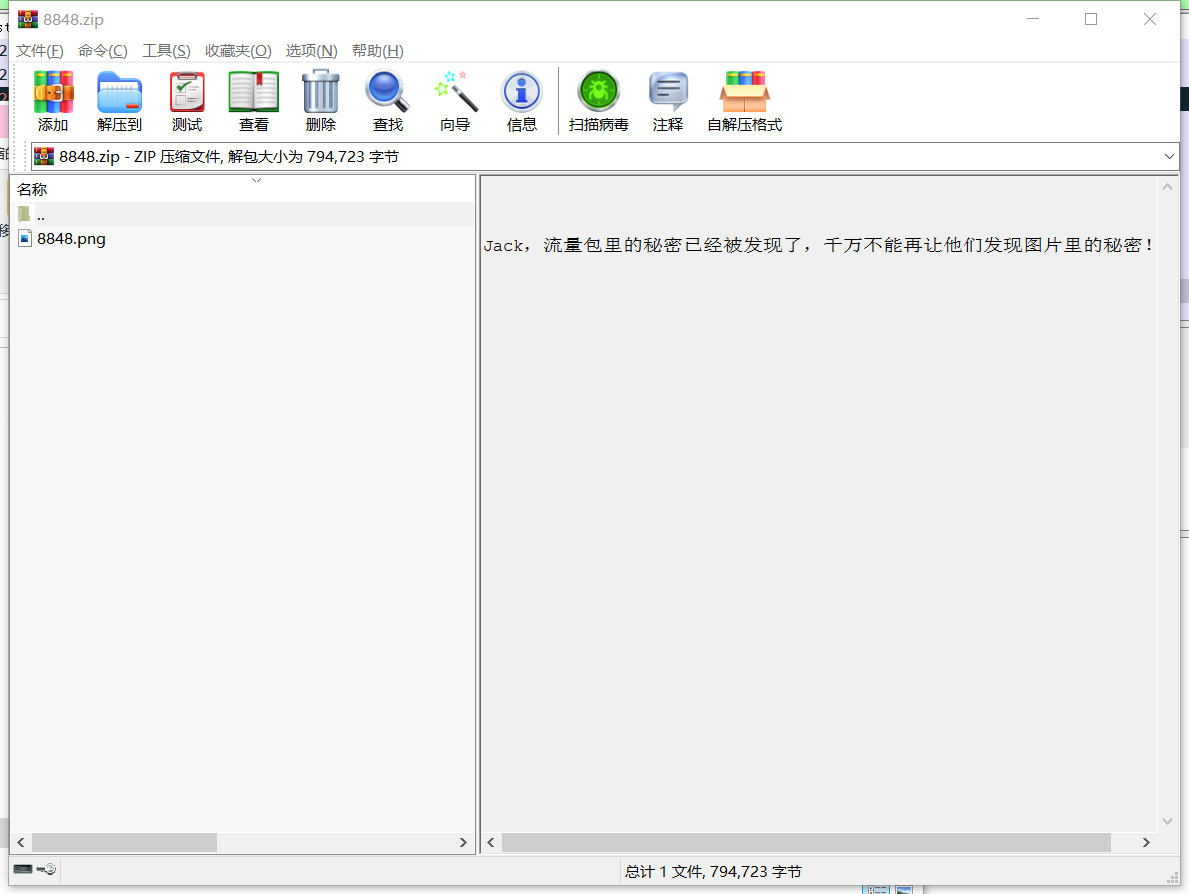 8848.zip
文件(F) 命令(C) 工具(S) 收藏夹(O) 选项(N) 帮助(H)
添加 解压到 测试 查看 删除 查找 向导 信息 扫描病毒 注释 自解压格式
8848.zip - ZIP 压缩文件, 解包大小为 794,723 字节
名称
..
8848.png
Jack，流量包里的秘密已经被发现了，千万不能再让他们发现图片里的秘密！
总计 1 文件, 794,723 字节